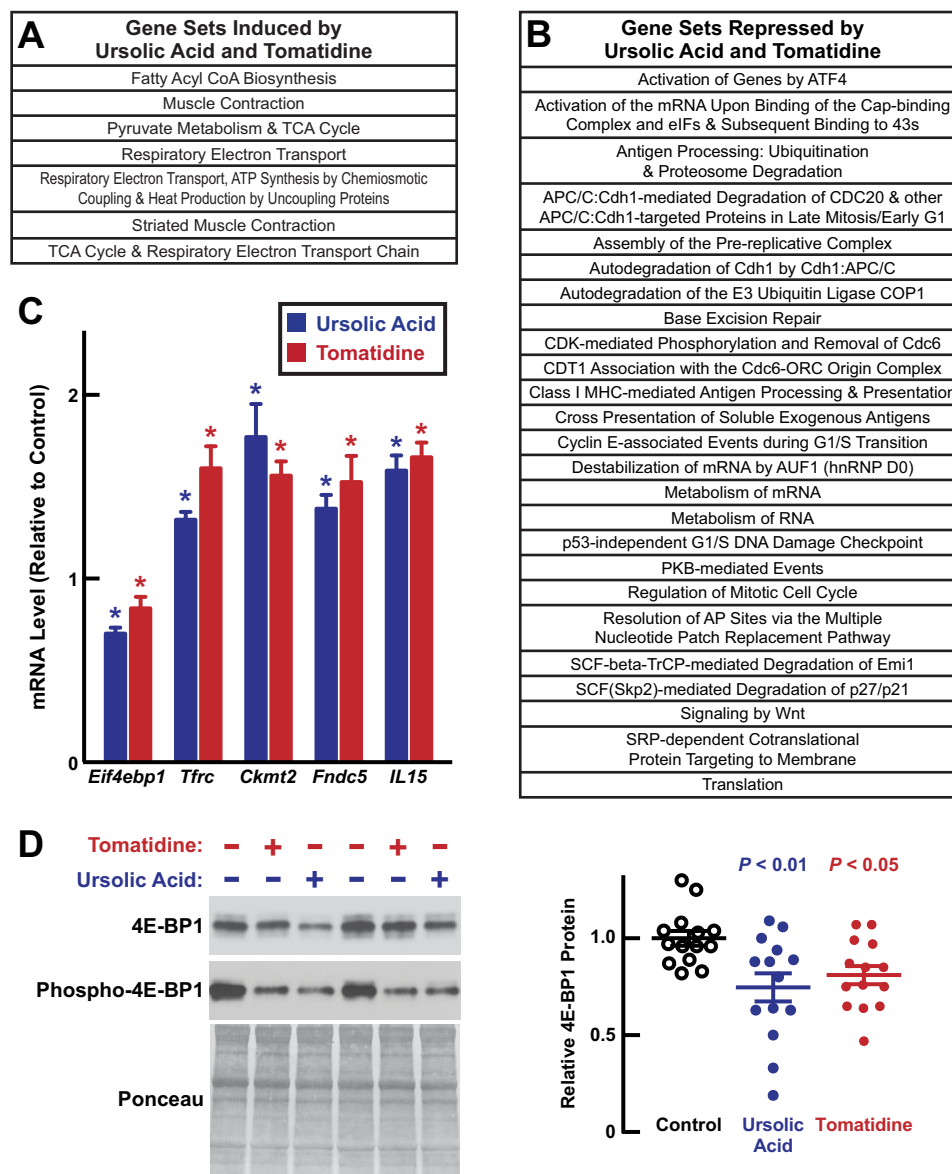 A
Gene Sets Induced by
Ursolic Acid and Tomatidine
Fatty Acyl CoA Biosynthesis
Muscle Contraction
Pyruvate Metabolism & TCA Cycle
Respiratory Electron Transport
Respiratory Electron Transport, ATP Synthesis by Chemiosmotic
Coupling & Heat Production by Uncoupling Proteins
Striated Muscle Contraction
TCA Cycle & Respiratory Electron Transport Chain
B
Gene Sets Repressed by
Ursolic Acid and Tomatidine
Activation of Genes by ATF4
Activation of the mRNA Upon Binding of the Cap-binding
Complex and eIFs & Subsequent Binding to 43s
Antigen Processing: Ubiquitination
& Proteosome Degradation
APC/C:Cdh1-mediated Degradation of CDC20 & other
APC/C:Cdh1-targeted Proteins in Late Mitosis/Early G1
Assembly of the Pre-replicative Complex
Autodegradation of Cdh1 by Cdh1:APC/C
Autodegradation of the E3 Ubiquitin Ligase COP1
Base Excision Repair
CDK-mediated Phosphorylation and Removal of Cdc6
CDT1 Association with the Cdc6-ORC Origin Complex
Class I MHC-mediated Antigen Processing & Presentation
Cross Presentation of Soluble Exogenous Antigens
Cyclin E-associated Events during G1/S Transition
Destabilization of mRNA by AUF1 (hnRNP D0)
Metabolism of mRNA
Metabolism of RNA
p53-independent G1/S DNA Damage Checkpoint
PKB-mediated Events
Regulation of Mitotic Cell Cycle
Resolution of AP Sites via the Multiple
Nucleotide Patch Replacement Pathway
SCF-beta-TrCP-mediated Degradation of Emi1
SCF(Skp2)-mediated Degradation of p27/p21
Signaling by Wnt
SRP-dependent Cotranslational
Protein Targeting to Membrane
Translation
C
Ursolic Acid
Tomatidine
mRNA Level (Relative to Control)
2
1
0
* * * * * * * * * *
Eif4ebp1 Tfrc Ckmt2 Fndc5 IL15
D
Tomatidine: − + − − + −
Ursolic Acid: − − + − − +
4E-BP1
Phospho-4E-BP1
Ponceau
P < 0.01 P < 0.05
Relative 4E-BP1 Protein
1.0
0.5
0
Control Ursolic Tomatidine
Acid